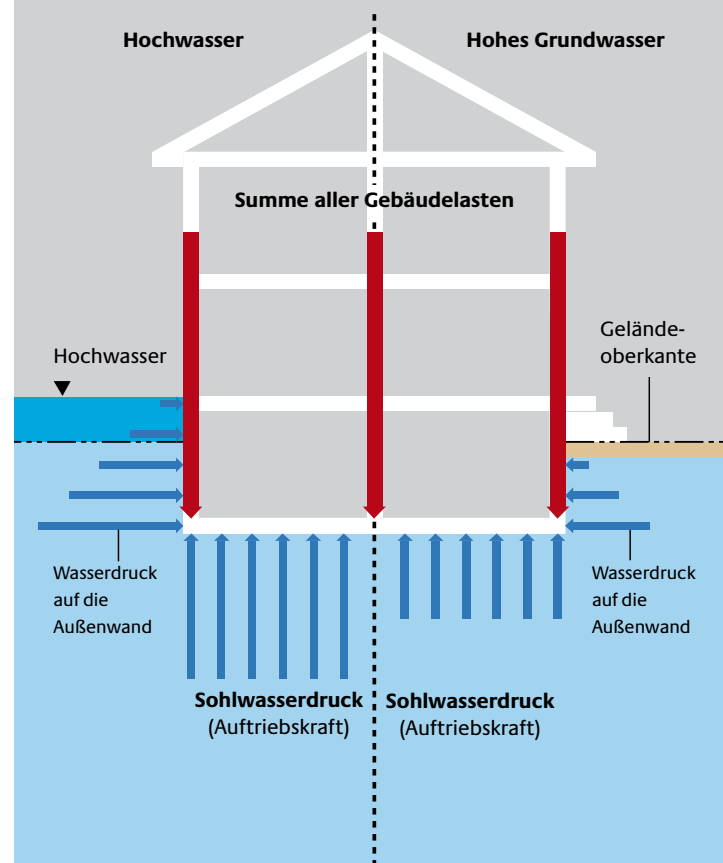 Hochwasser
Hohes Grundwasser
Summe aller Gebäudelasten
Hochwasser
Gelände-
oberkante
Wasserdruck
auf die
Außenwand
Wasserdruck
auf die
Außenwand
Sohlwasserdruck
(Auftriebskraft)
Sohlwasserdruck
(Auftriebskraft)